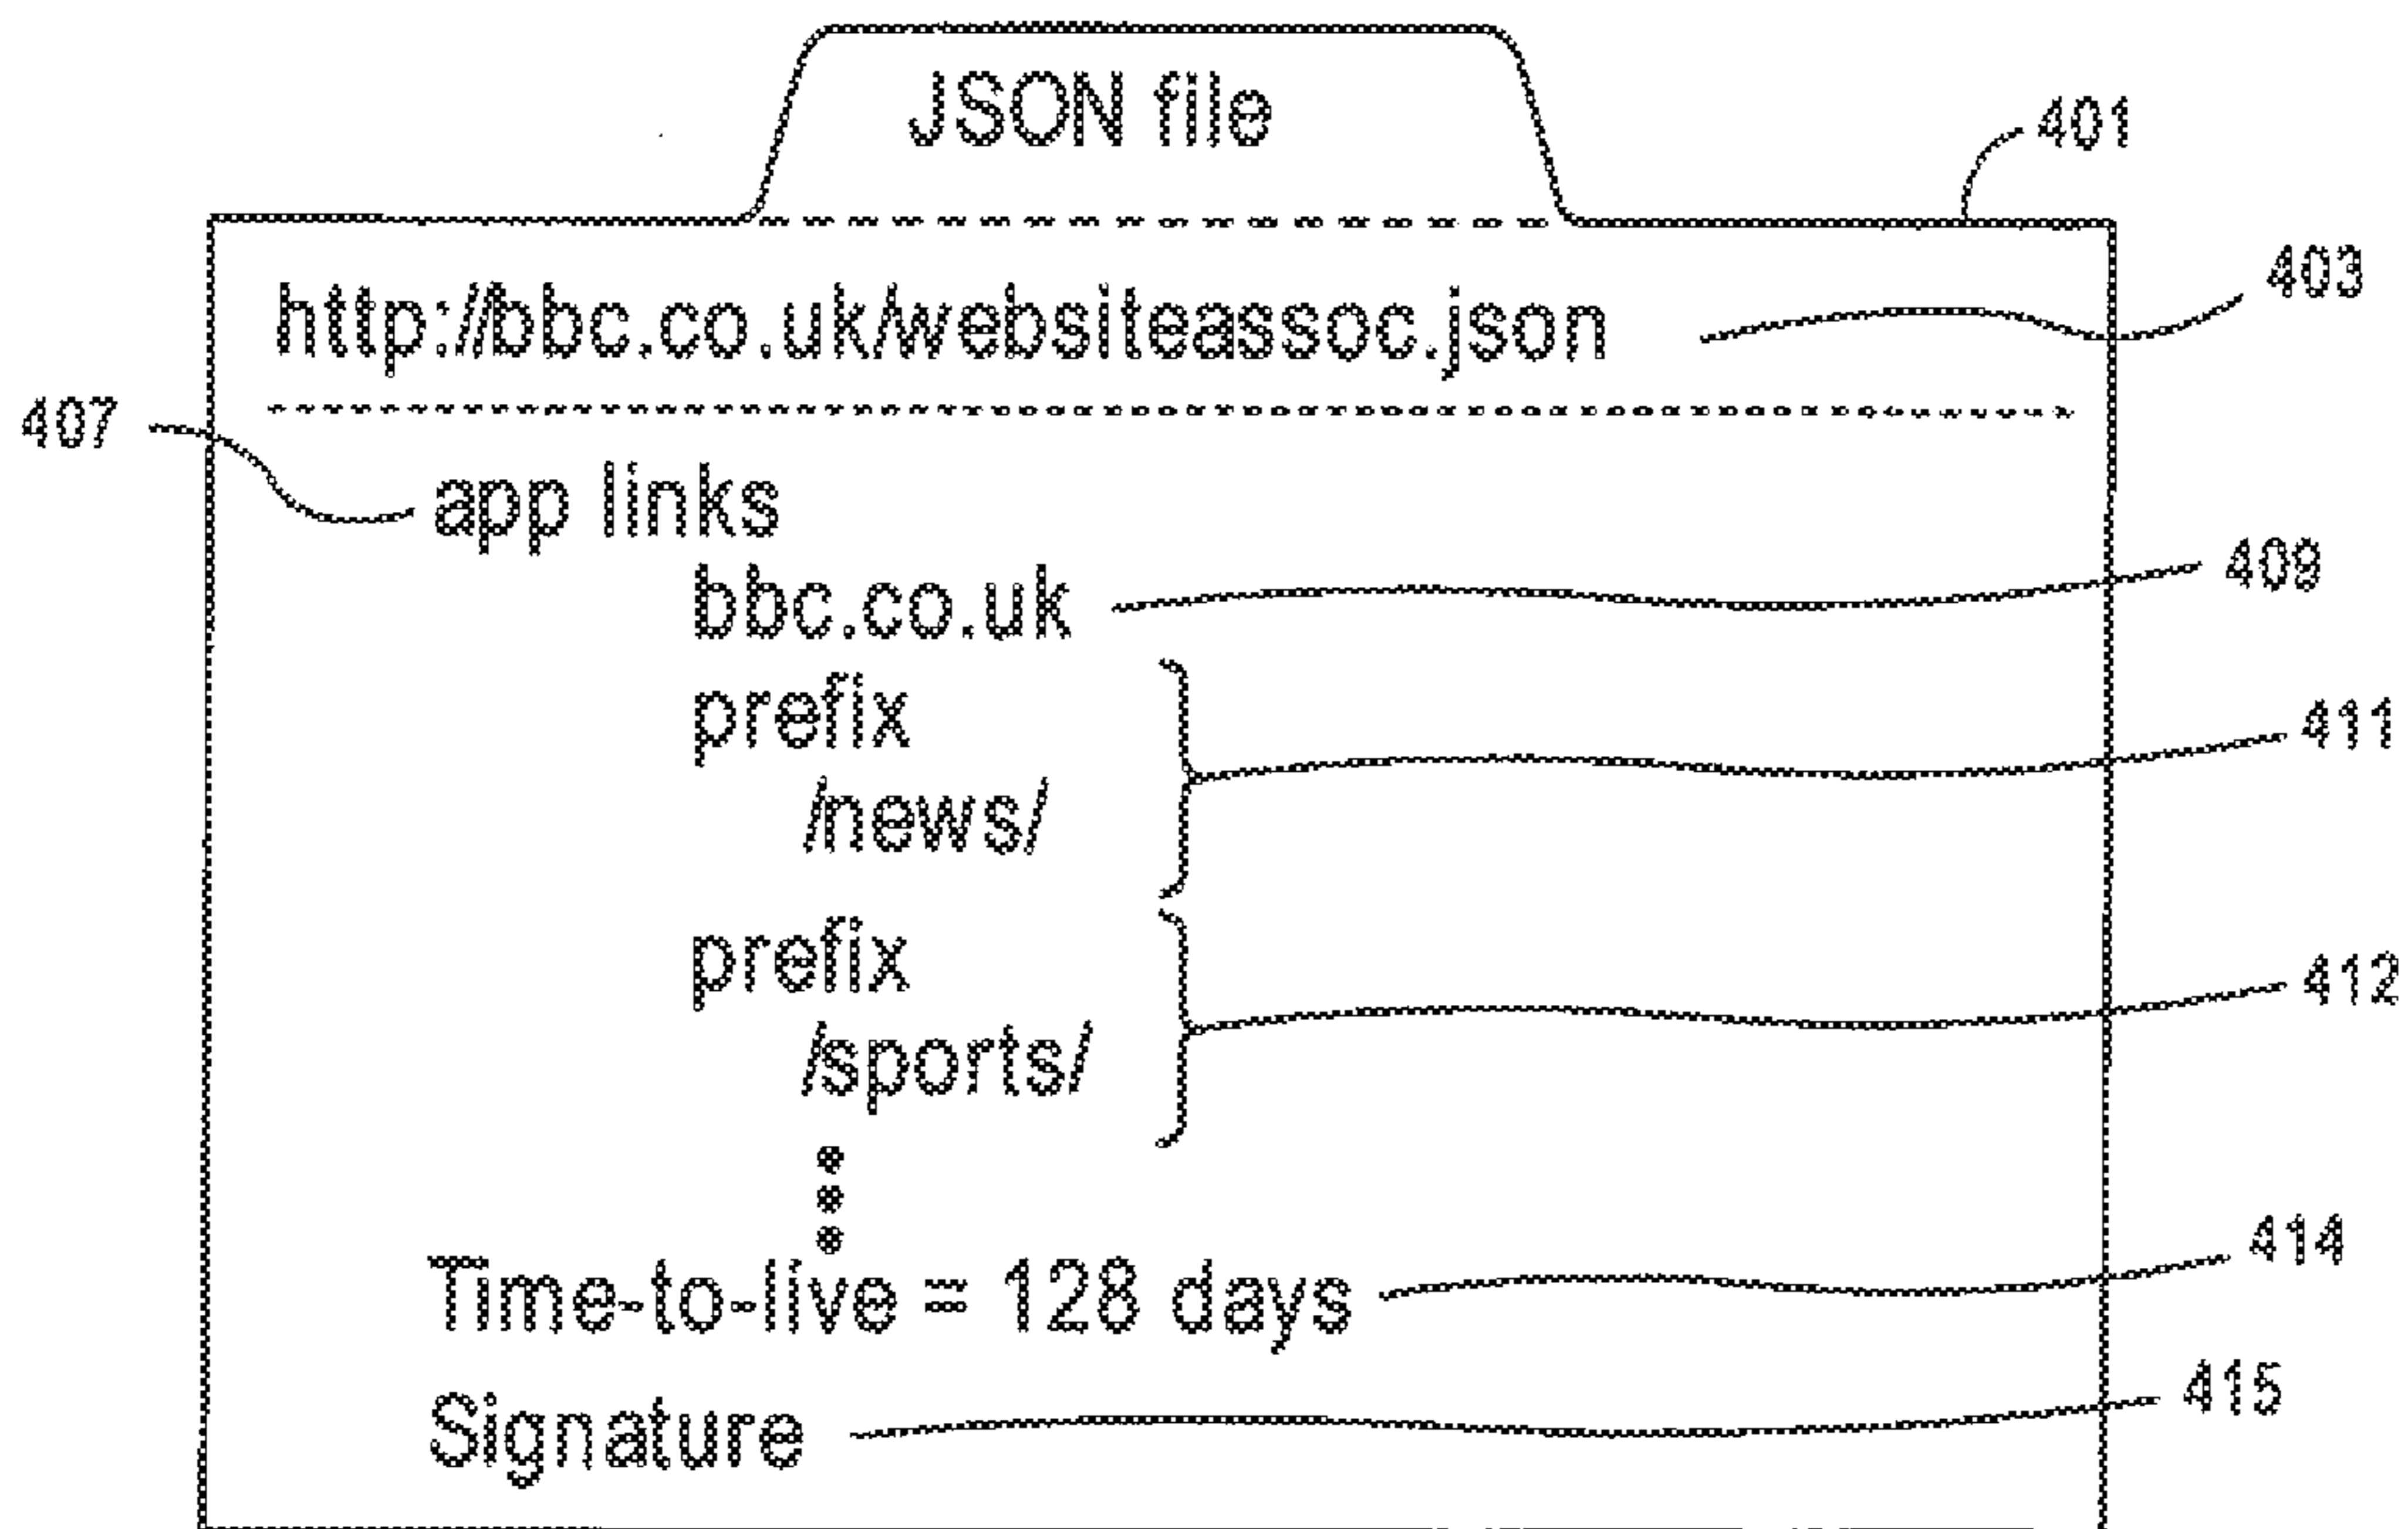 JSON file
401
http://bbc.co.uk/websiteassoc.json
403
407
app links
bbc.co.uk
409
prefix
/news/
411
prefix
/sports/
412
Time-to-live = 128 days
414
Signature
415